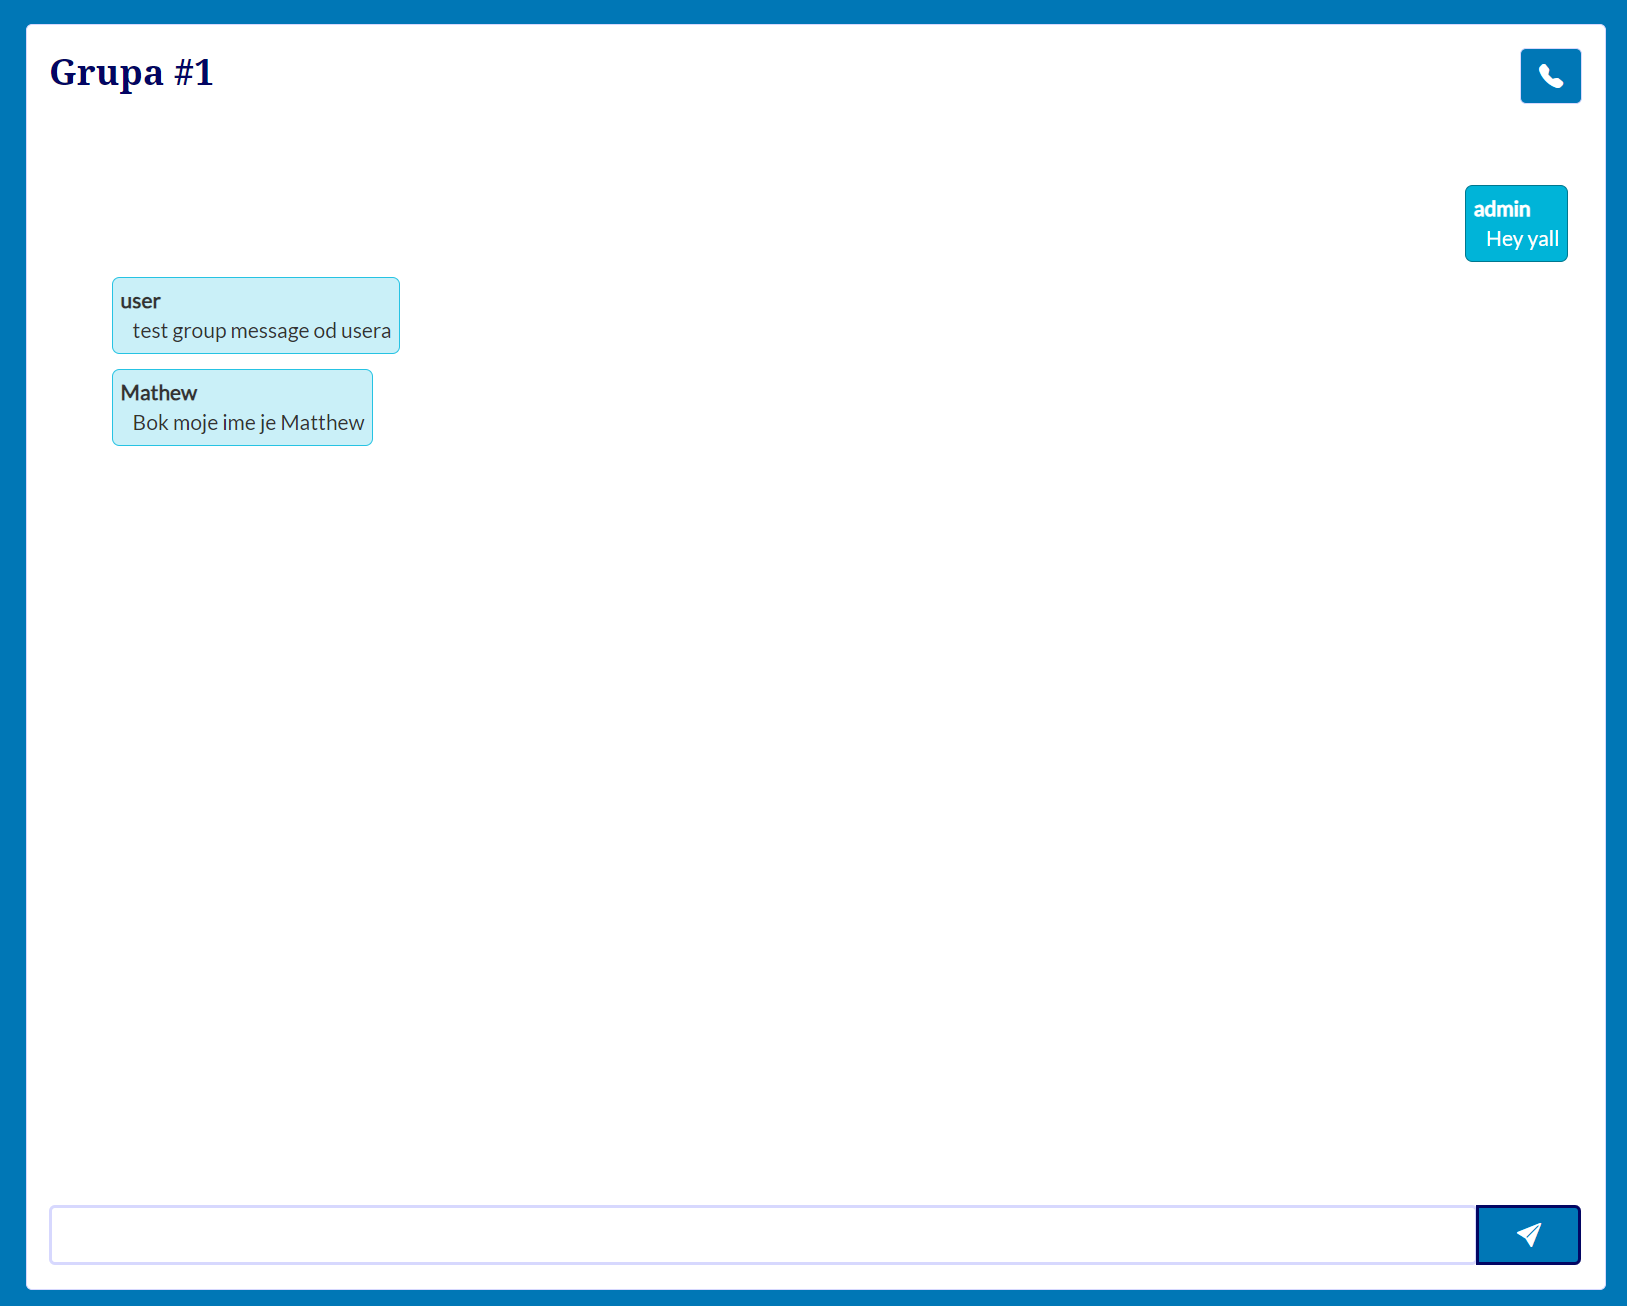 Grupa #1
admin
Hey yall
user
test group message od usera
Mathew
Bok moje ime je Matthew